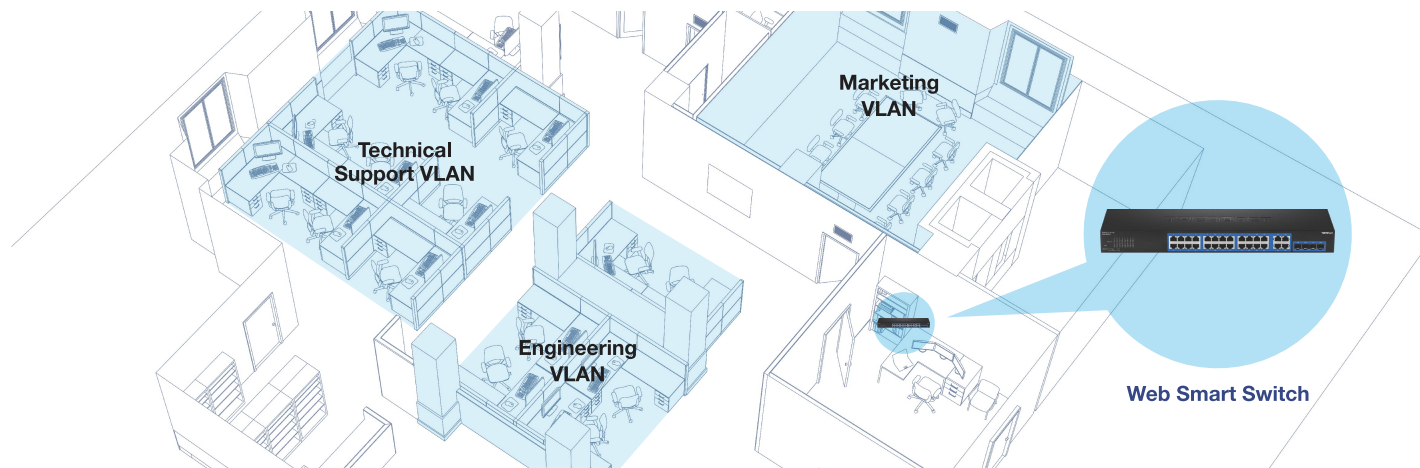 Technical
Support VLAN
Marketing
VLAN
Engineering
VLAN
Web Smart Switch